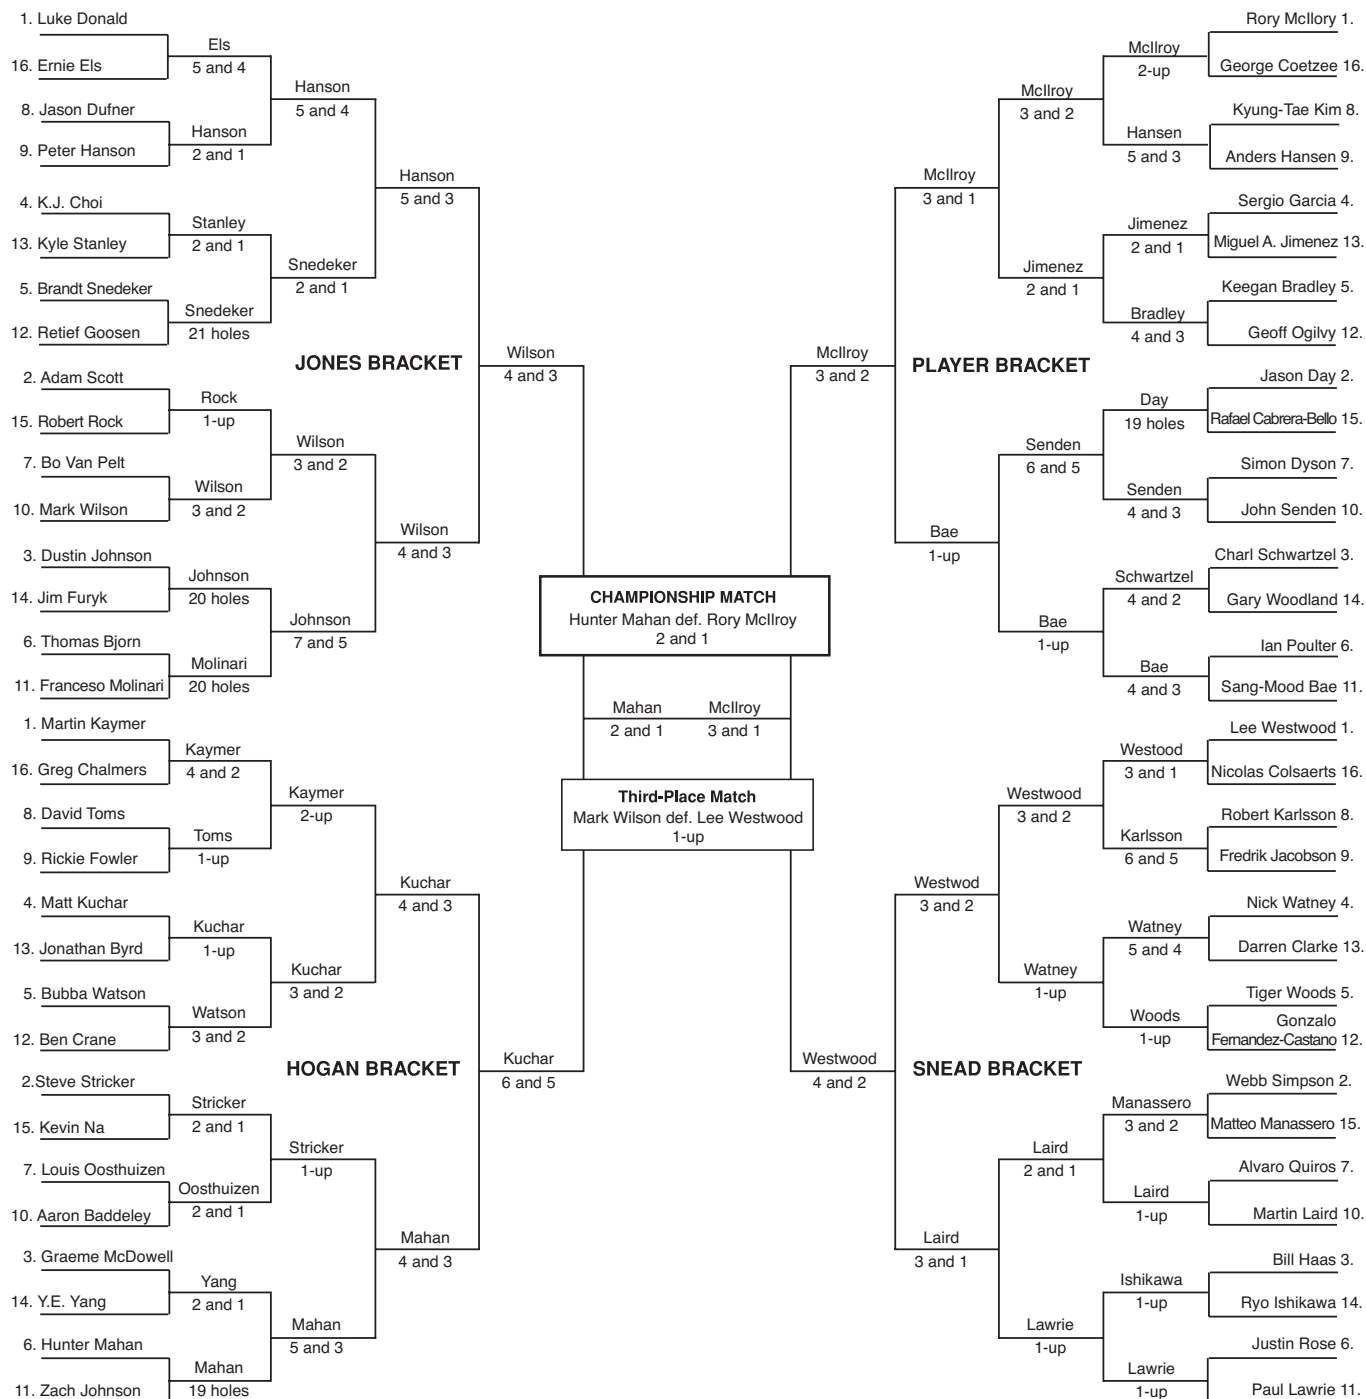 1. Luke Donald
16. Ernie Els
8. Jason Dufner
9. Peter Hanson
4. K.J. Choi
13. Kyle Stanley
5. Brandt Snedeker
12. Retief Goosen
2. Adam Scott
15. Robert Rock
7. Bo Van Pelt
10. Mark Wilson
3. Dustin Johnson
14. Jim Furyk
6. Thomas Bjorn
11. Franceso Molinari
Els
5 and 4
Hanson
2 and 1
Stanley
2 and 1
Snedeker
21 holes
Rock
1-up
Wilson
3 and 2
Johnson
20 holes
Molinari
20 holes
Hanson
5 and 4
Snedeker
2 and 1
Wilson
3 and 2
Johnson
7 and 5
Hanson
5 and 3
Wilson
4 and 3
JONES BRACKET
Wilson
4 and 3
1. Martin Kaymer
16. Greg Chalmers
8. David Toms
9. Rickie Fowler
4. Matt Kuchar
13. Jonathan Byrd
5. Bubba Watson
12. Ben Crane
2.Steve Stricker
15. Kevin Na
7. Louis Oosthuizen
10. Aaron Baddeley
3. Graeme McDowell
14. Y.E. Yang
6. Hunter Mahan
11. Zach Johnson
Kaymer
4 and 2
Toms
1-up
Kuchar
1-up
Watson
3 and 2
Stricker
2 and 1
Oosthuizen
2 and 1
Yang
2 and 1
Mahan
19 holes
Kaymer
2-up
Kuchar
3 and 2
Stricker
1-up
Mahan
5 and 3
Kuchar
4 and 3
Mahan
4 and 3
HOGAN BRACKET
Kuchar
6 and 5
CHAMPIONSHIP MATCH
Hunter Mahan def. Rory McIlroy
2 and 1
Mahan
2 and 1
McIlroy
3 and 1
Third-Place Match
Mark Wilson def. Lee Westwood
1-up
Rory McIlory 1.
George Coetzee 16.
Kyung-Tae Kim 8.
Anders Hansen 9.
Sergio Garcia 4.
Miguel A. Jimenez 13.
Keegan Bradley 5.
Geoff Ogilvy 12.
Jason Day 2.
Rafael Cabrera-Bello 15.
Simon Dyson 7.
John Senden 10.
Charl Schwartzel 3.
Gary Woodland 14.
Ian Poulter 6.
Sang-Mood Bae 11.
McIlroy
2-up
Hansen
5 and 3
Jimenez
2 and 1
Bradley
4 and 3
Day
19 holes
Senden
4 and 3
Schwartzel
4 and 2
Bae
4 and 3
McIlroy
3 and 2
Jimenez
2 and 1
Senden
6 and 5
Bae
1-up
McIlroy
3 and 1
Bae
1-up
PLAYER BRACKET
McIlroy
3 and 2
Lee Westwood 1.
Nicolas Colsaerts 16.
Robert Karlsson 8.
Fredrik Jacobson 9.
Nick Watney 4.
Darren Clarke 13.
Tiger Woods 5.
Gonzalo
Fernandez-Castano 12.
Webb Simpson 2.
Matteo Manassero 15.
Alvaro Quiros 7.
Martin Laird 10.
Bill Haas 3.
Ryo Ishikawa 14.
Justin Rose 6.
Paul Lawrie 11.
Westood
3 and 1
Karlsson
6 and 5
Watney
5 and 4
Woods
1-up
Manassero
3 and 2
Laird
1-up
Ishikawa
1-up
Lawrie
1-up
Westwood
3 and 2
Watney
1-up
Laird
2 and 1
Lawrie
1-up
Westwod
3 and 2
Laird
3 and 1
SNEAD BRACKET
Westwood
4 and 2